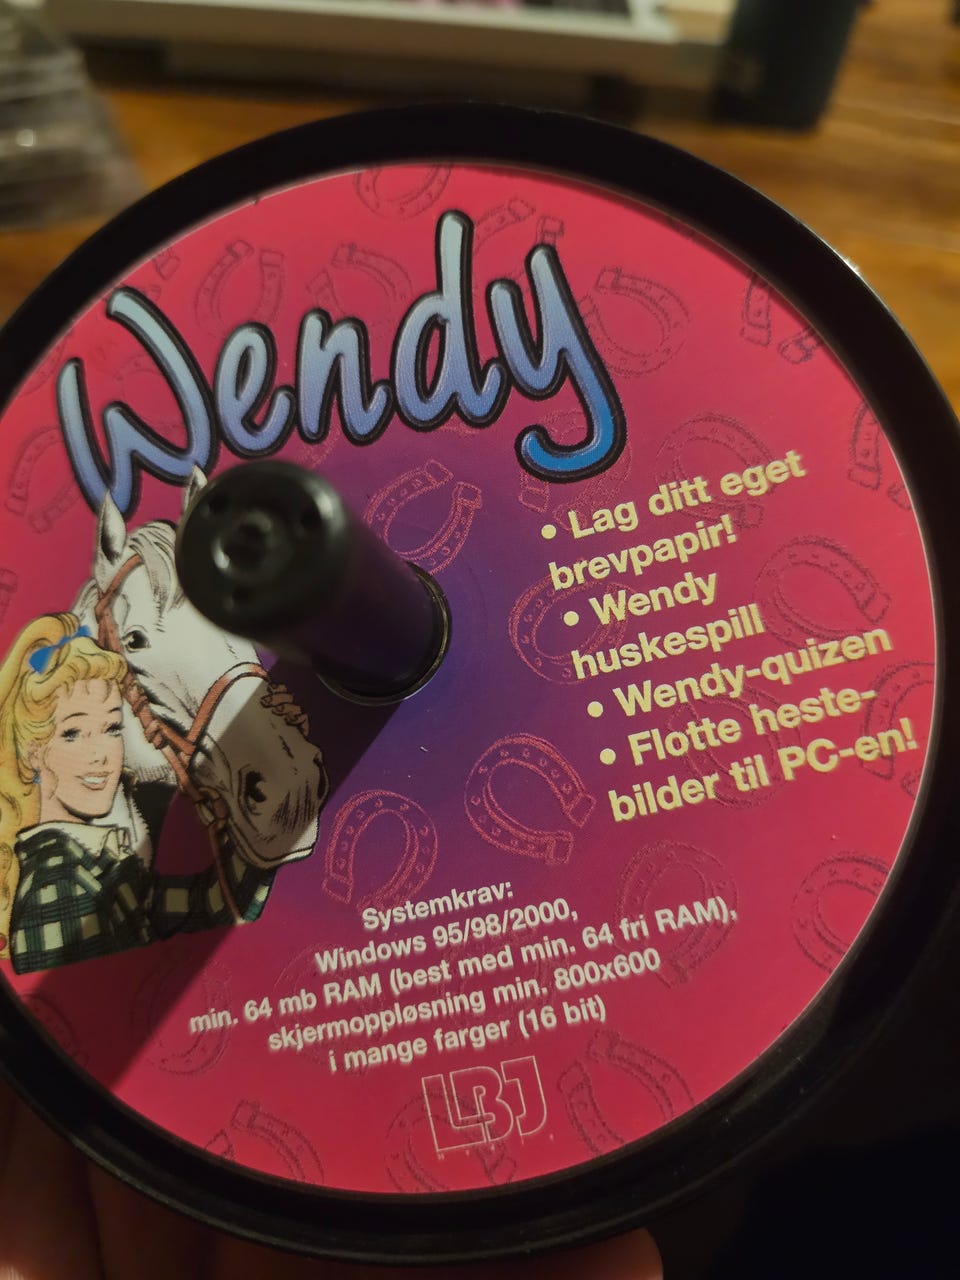 Wendy
• Lag ditt eget
brevpapir!
• Wendy
huskespill
• Wendy-quizen
• Flotte heste-
bilder til PC-en!
Systemkrav:
Windows 95/98/2000,
min. 64 mb RAM (best med min. 64 fri RAM),
skjermoppløsning min. 800x600
i mange farger (16 bit)
LBJ